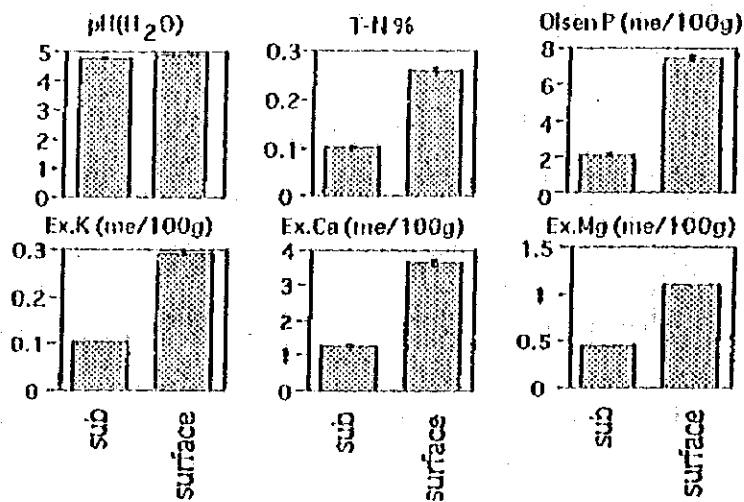 pH(H2O)
T-N %
Olsen P (me/100g)
5
4
3
2
1
0
0.3
0.2
0.1
0
8
6
4
2
0
Ex.K (me/100g)
Ex.Ca (me/100g)
Ex.Mg (me/100g)
0.3
0.2
0.1
0
4
3
2
1
0
1.5
1
0.5
0
sub
surface
sub
surface
sub
surface